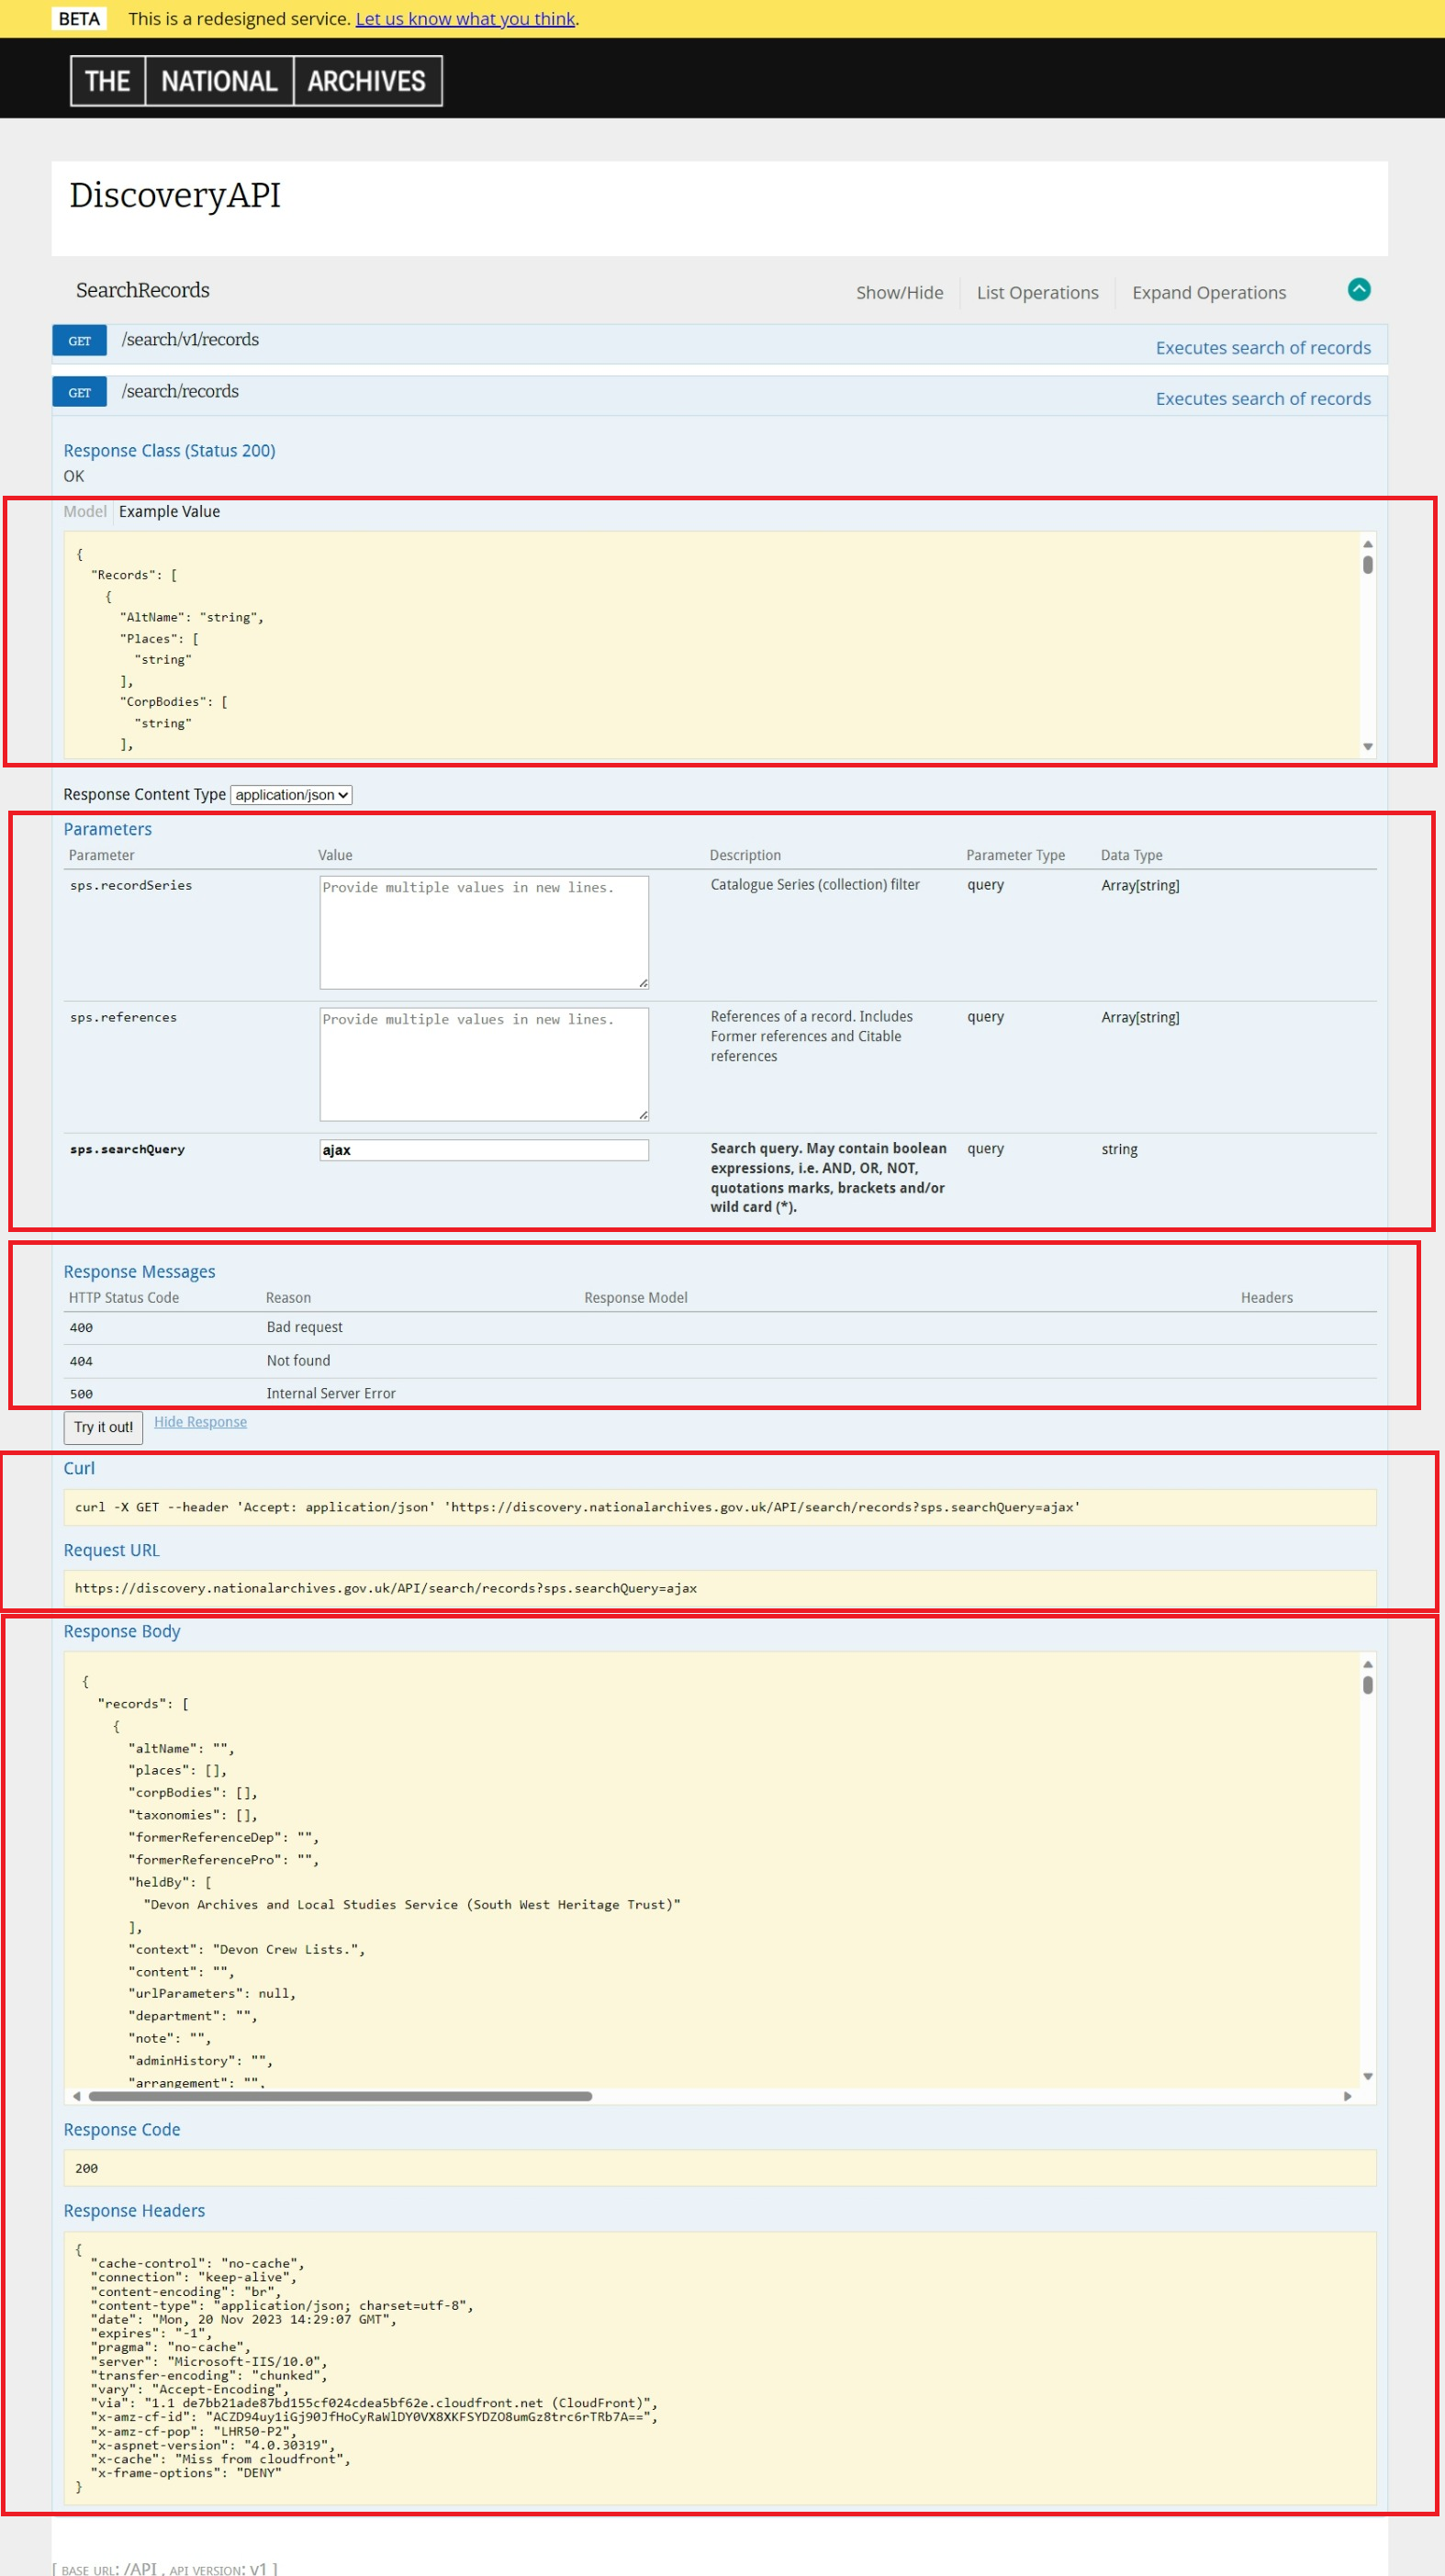 BETA This is a redesigned service. Let us know what you think.
THE NATIONAL ARCHIVES
DiscoveryAPI
SearchRecords Show/Hide List Operations Expand Operations
GET /search/v1/records Executes search of records
GET /search/records Executes search of records
Response Class (Status 200)
OK
Model Example Value
{
"Records": [
{
"AltName": "string",
"Places": [
"string"
],
"CorpBodies": [
"string"
],
Response Content Type application/json
Parameters
Parameter Value Description Parameter Type Data Type
sps.recordSeries Provide multiple values in new lines. Catalogue Series (collection) filter query Array[string]
sps.references Provide multiple values in new lines. References of a record. Includes query Array[string]
Former references and Citable
references
sps.searchQuery ajax Search query. May contain boolean query string
expressions, i.e. AND, OR, NOT,
quotations marks, brackets and/or
wild card (*).
Response Messages
HTTP Status Code Reason Response Model Headers
400 Bad request
404 Not found
500 Internal Server Error
Try it out! Hide Response
Curl
curl -X GET --header 'Accept: application/json' 'https://discovery.nationalarchives.gov.uk/API/search/records?sps.searchQuery=ajax'
Request URL
https://discovery.nationalarchives.gov.uk/API/search/records?sps.searchQuery=ajax
Response Body
{
"records": [
{
"altName": "",
"places": [],
"corpBodies": [],
"taxonomies": [],
"formerReferenceDep": "",
"formerReferencePro": "",
"heldBy": [
"Devon Archives and Local Studies Service (South West Heritage Trust)"
],
"context": "Devon Crew Lists.",
"content": "",
"urlParameters": null,
"department": "",
"note": "",
"adminHistory": "",
"arrangement": "",
Response Code
200
Response Headers
{
"cache-control": "no-cache",
"connection": "keep-alive",
"content-encoding": "br",
"content-type": "application/json; charset=utf-8",
"date": "Mon, 20 Nov 2023 14:29:07 GMT",
"expires": "-1",
"pragma": "no-cache",
"server": "Microsoft-IIS/10.0",
"transfer-encoding": "chunked",
"vary": "Accept-Encoding",
"via": "1.1 de7bb21ade87bd155cf024cdea5bf62e.cloudfront.net (CloudFront)",
"x-amz-cf-id": "ACZD94uy1iGj90JfHoCyRaWlDY0VX8XKFSYDZO8umGz8trc6rTRb7A==",
"x-amz-cf-pop": "LHR50-P2",
"x-aspnet-version": "4.0.30319",
"x-cache": "Miss from cloudfront",
"x-frame-options": "DENY"
}
[ BASE URL: /API , API VERSION: v1 ]